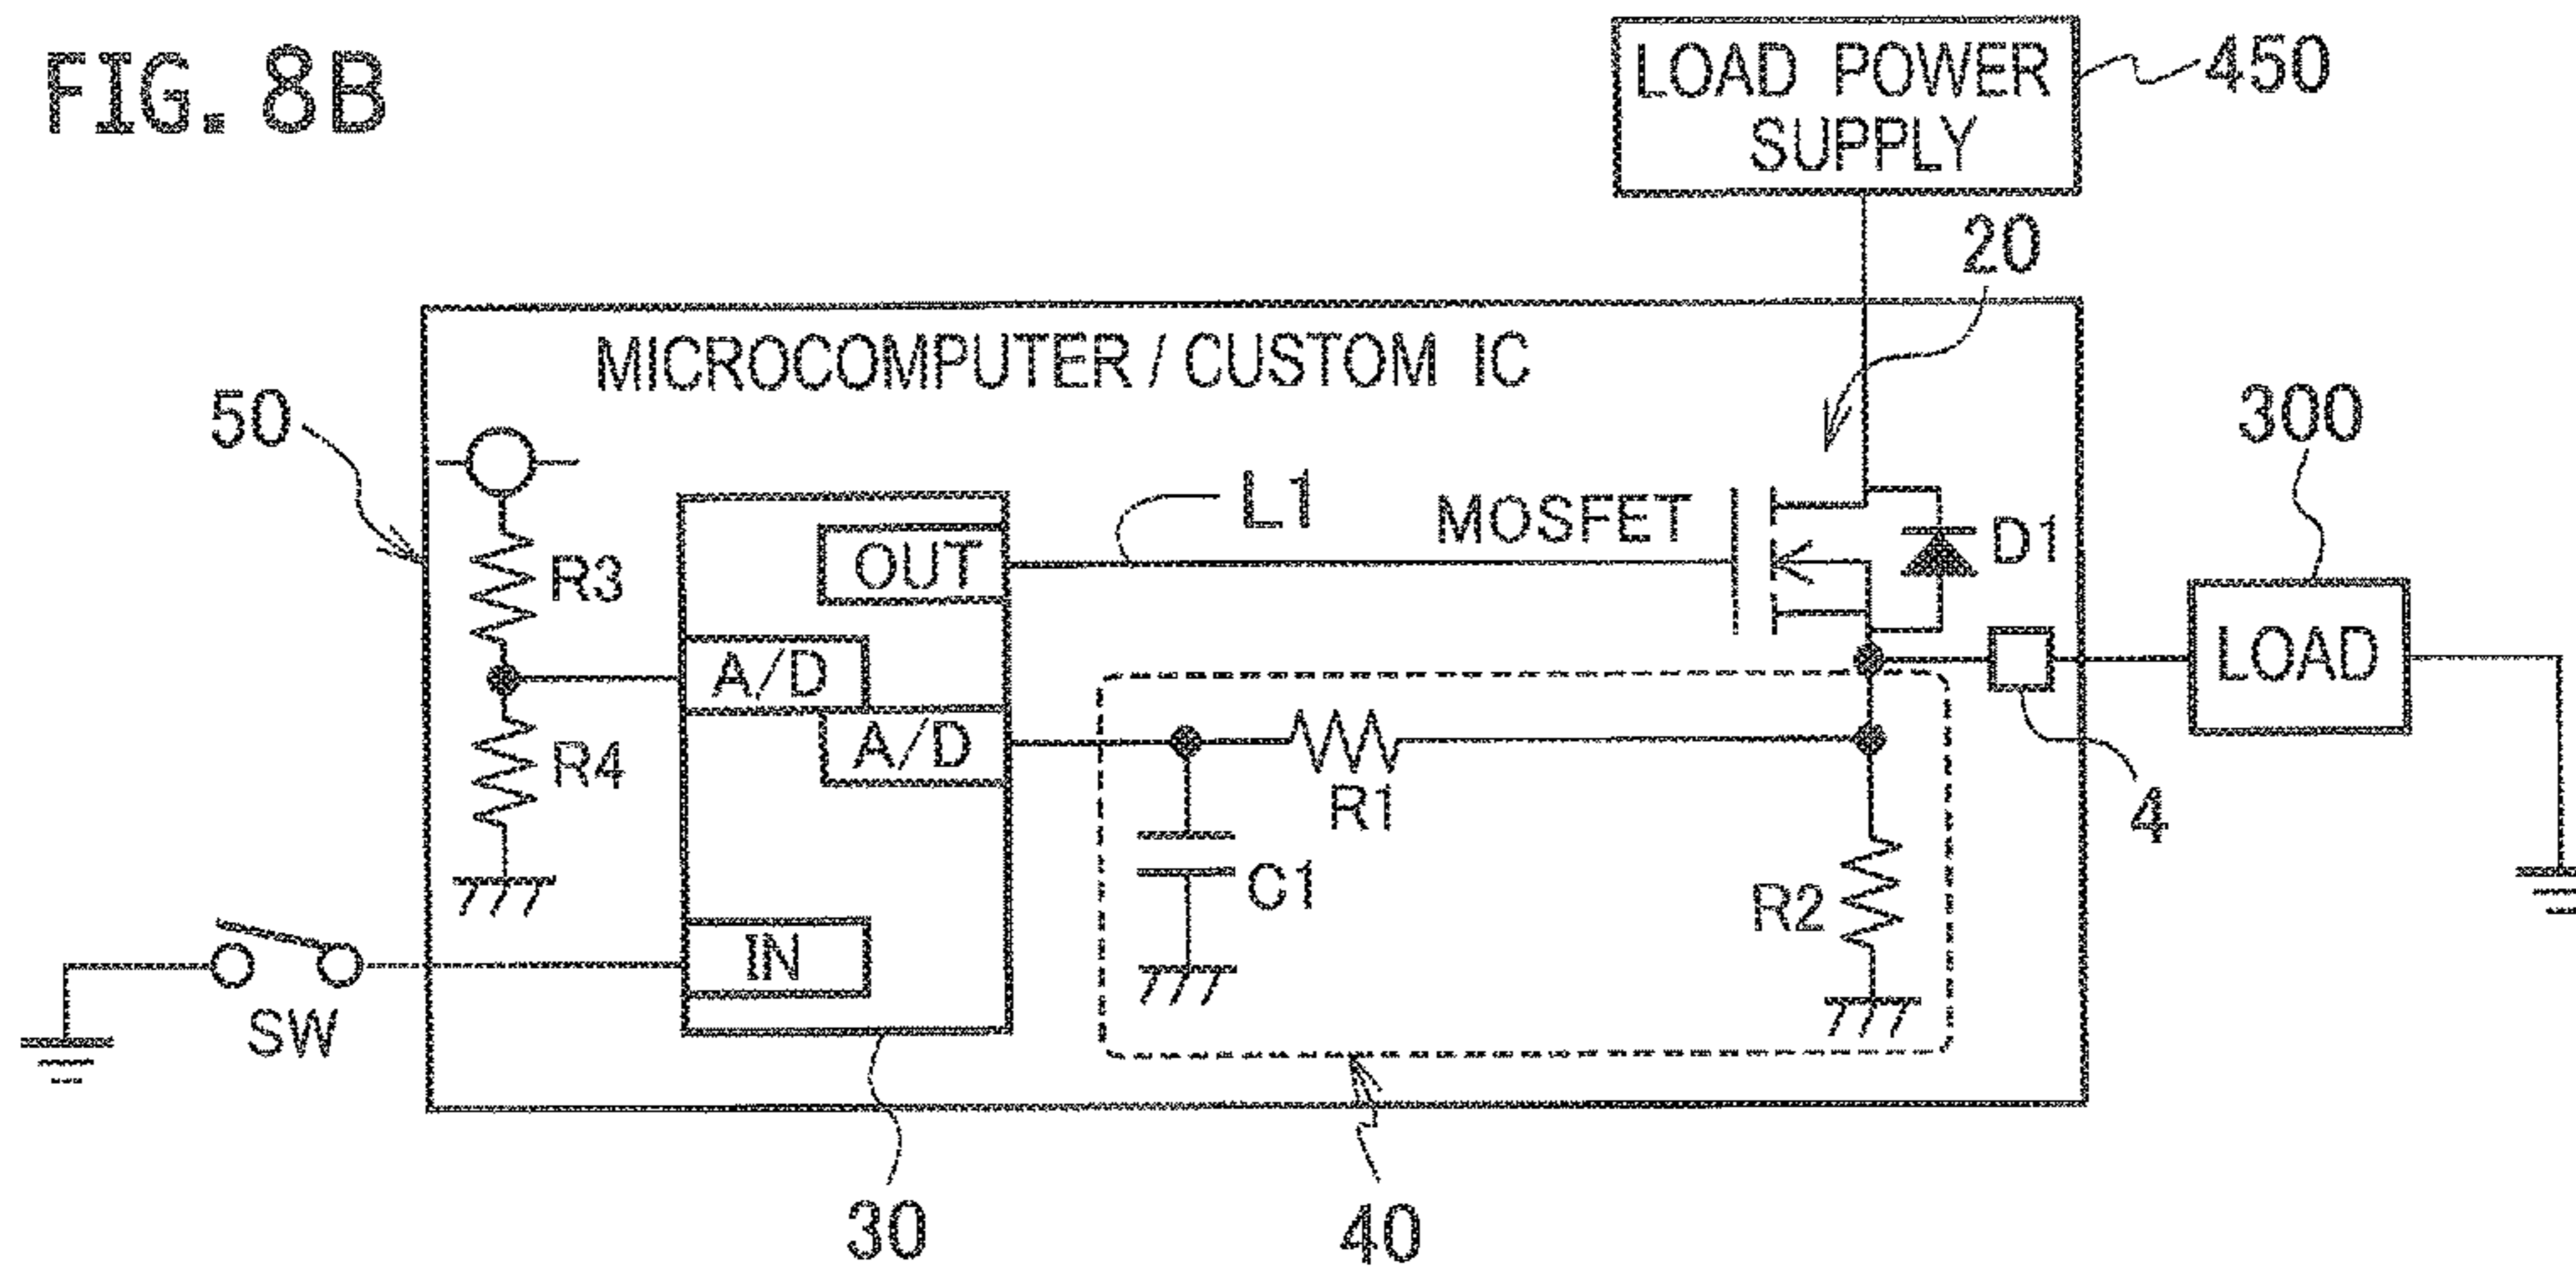 FIG. 8B
LOAD POWER
SUPPLY
450
20
MICROCOMPUTER / CUSTOM IC
50
300
L1
MOSFET
D1
R3
OUT
LOAD
A/D
A/D
R4
R1
4
C1
R2
IN
SW
30
40